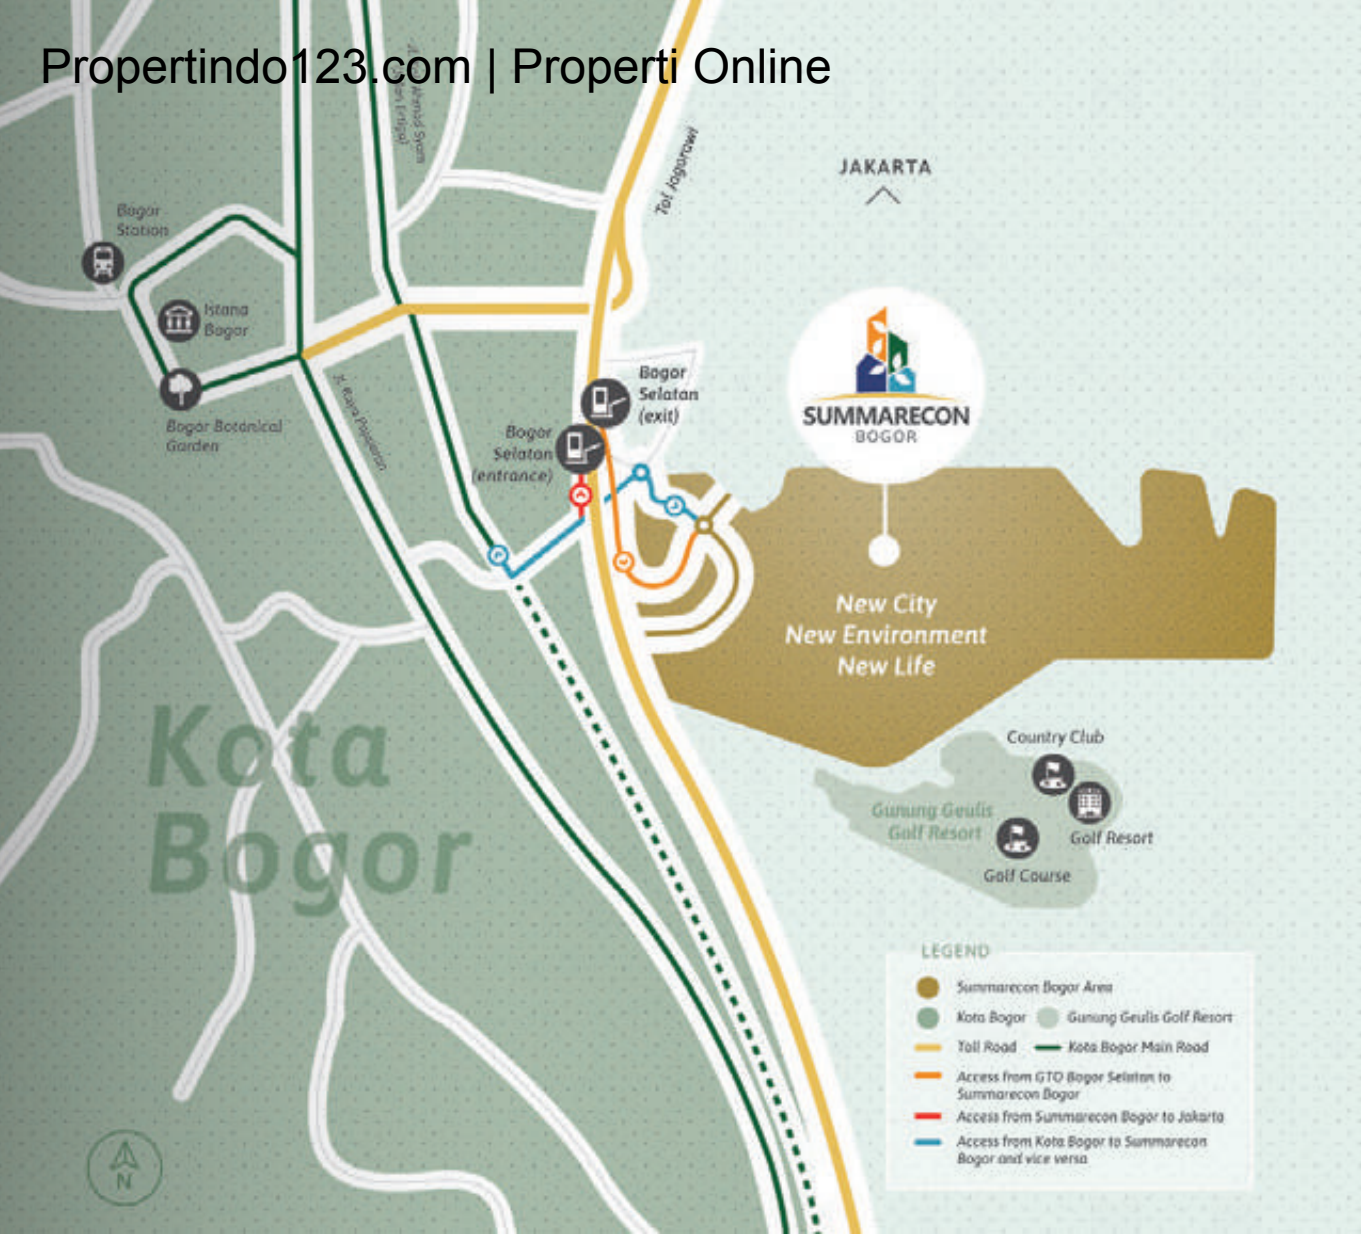 Propertindo123.com | Properti Online
Tol Jagorawi
JAKARTA
Bogor
Station
Istana
Bogor
Bogor Botanical
Garden
Jl. Raya Pajajaran
Bogor
Selatan
(exit)
Bogor
Selatan
(entrance)
SUMMARECON
BOGOR
New City
New Environment
New Life
Kota
Bogor
Country Club
Gunung Geulis
Golf Resort
Golf Resort
Golf Course
LEGEND
Summarecon Bogor Area
Kota Bogor
Gunung Geulis Golf Resort
Toll Road
Kota Bogor Main Road
Access from GTO Bogor Selatan to
Summarecon Bogor
Access from Summarecon Bogor to Jakarta
Access from Kota Bogor to Summarecon
Bogor and vice versa
N